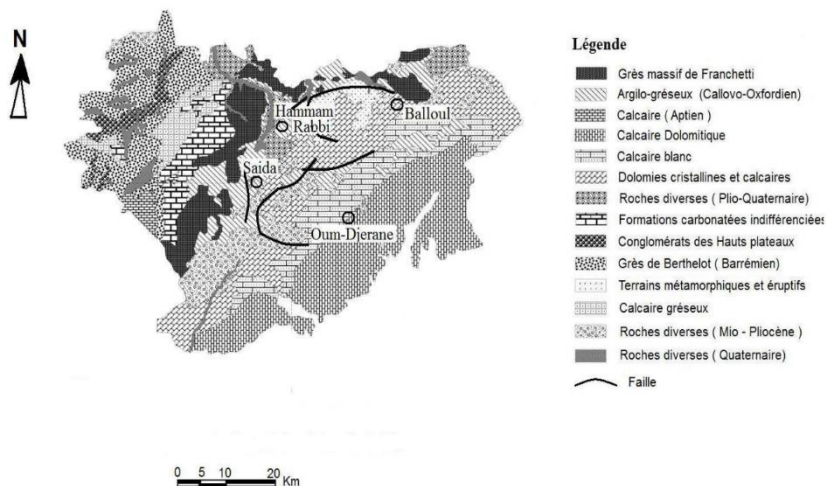 N
Hammam
Rabbi
Balloul
Saida
Oum-Djerane
0 5 10 20
Km
Légende
Grès massif de Franchetti
Argilo-gréseux (Callovo-Oxfordien)
Calcaire ( Aptien )
Calcaire Dolomitique
Calcaire blanc
Dolomies cristallines et calcaires
Roches diverses ( Plio-Quaternaire)
Formations carbonatées indifférenciées
Conglomérats des Hauts plateaux
Grès de Berthelot ( Barrémien)
Terrains métamorphiques et éruptifs
Calcaire gréseux
Roches diverses ( Mio - Pliocène )
Roches diverses ( Quaternaire)
Faille